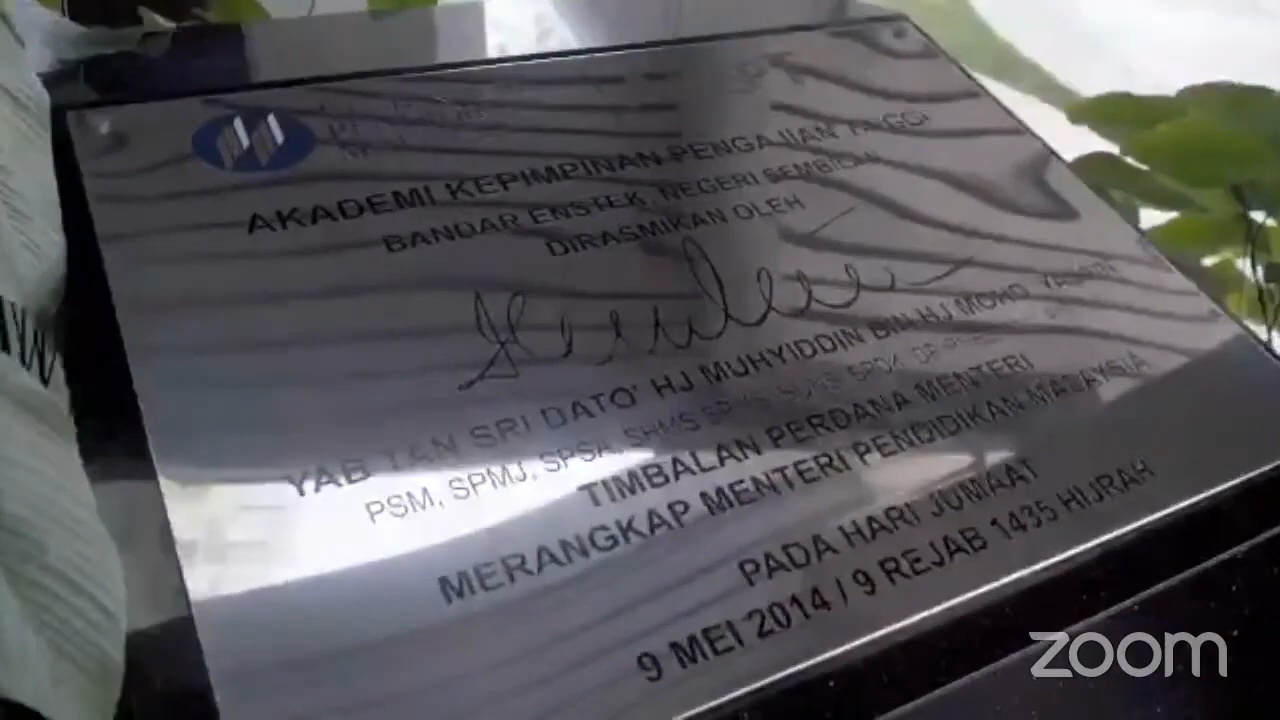 AKADEMI KEPIMPINAN PENGAJIAN TINGGI
BANDAR ENSTEK, NEGERI SEMBILAN
DIRASMIKAN OLEH
YAB TAN SRI DATO' HJ MUHYIDDIN BIN HJ MOHD YASSIN
PSM, SPMJ, SPSA, SHMS
TIMBALAN PERDANA MENTERI
MERANGKAP MENTERI PENDIDIKAN MALAYSIA
PADA HARI JUMAAT
9 MEI 2014 / 9 REJAB 1435 HIJRAH
zoom